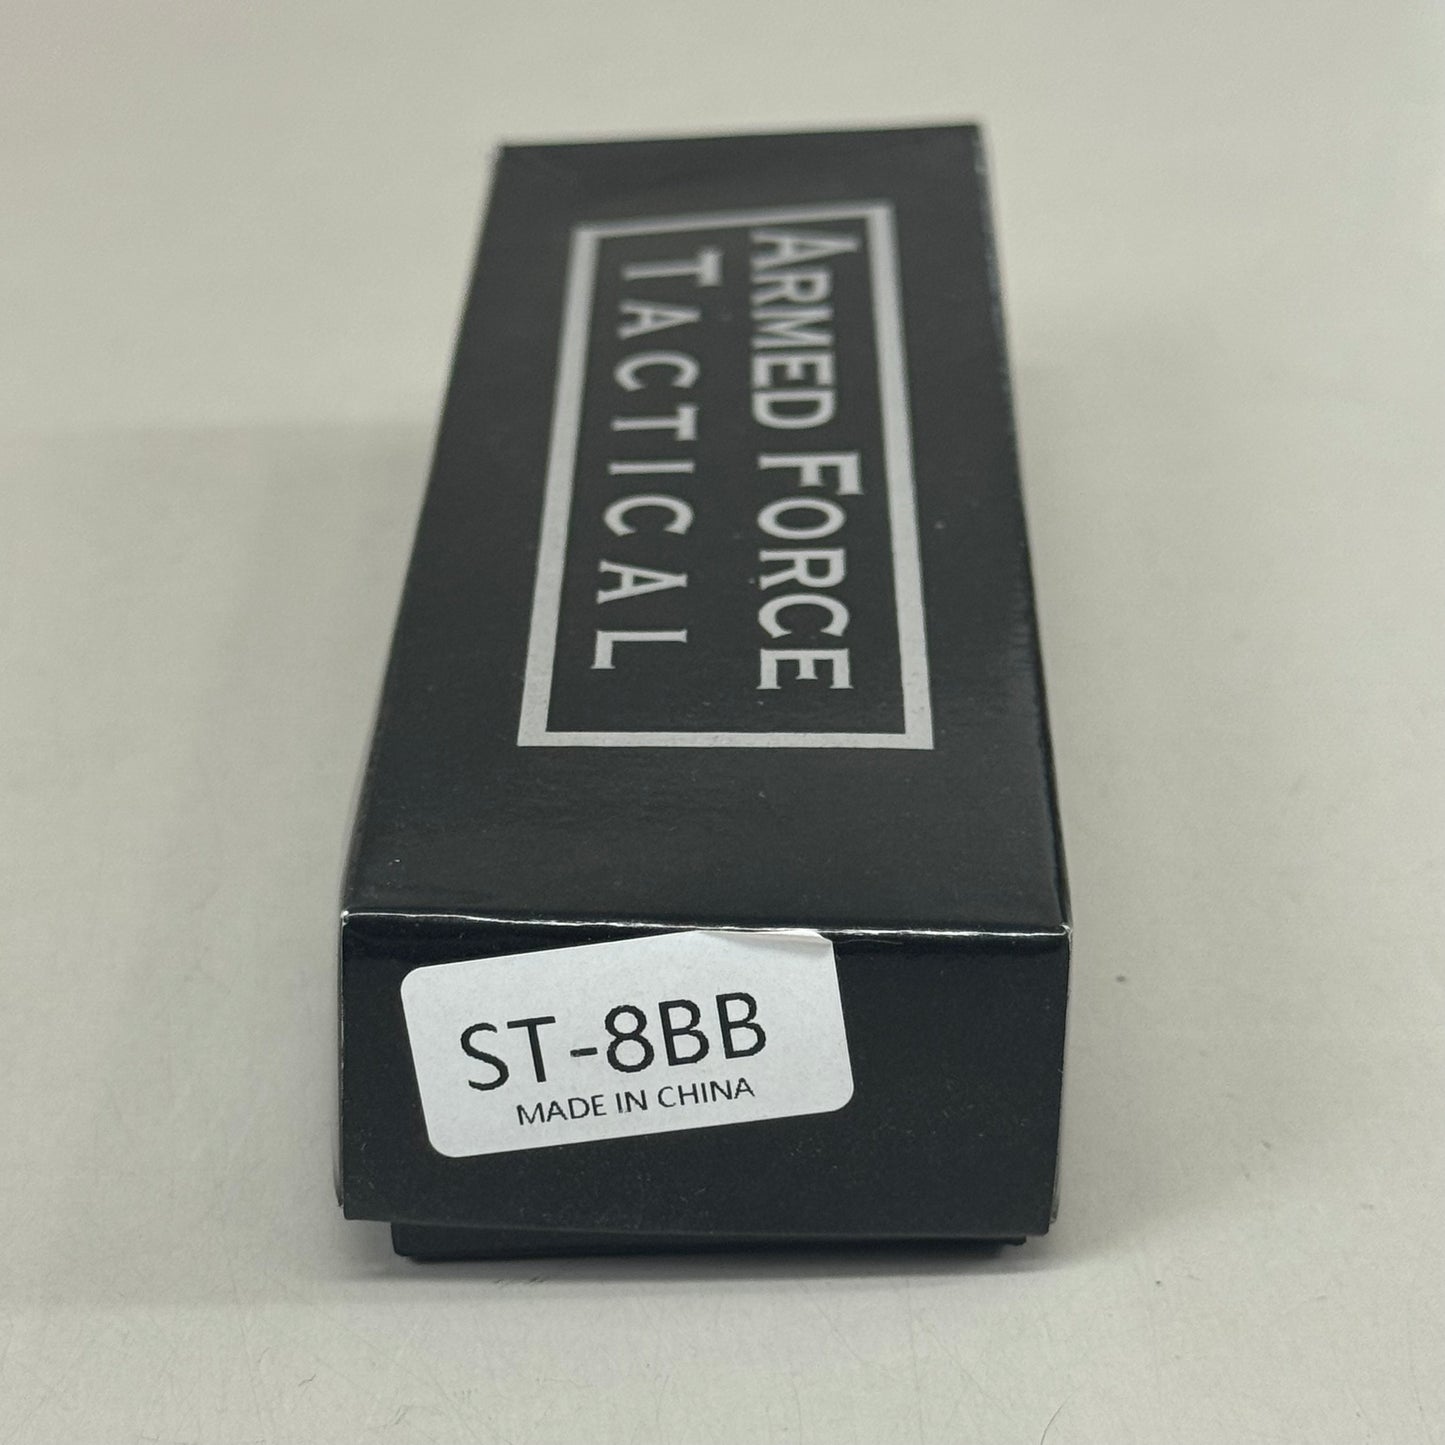 ARMED FORCE
TACTICAL
ST-8BB
MADE IN CHINA